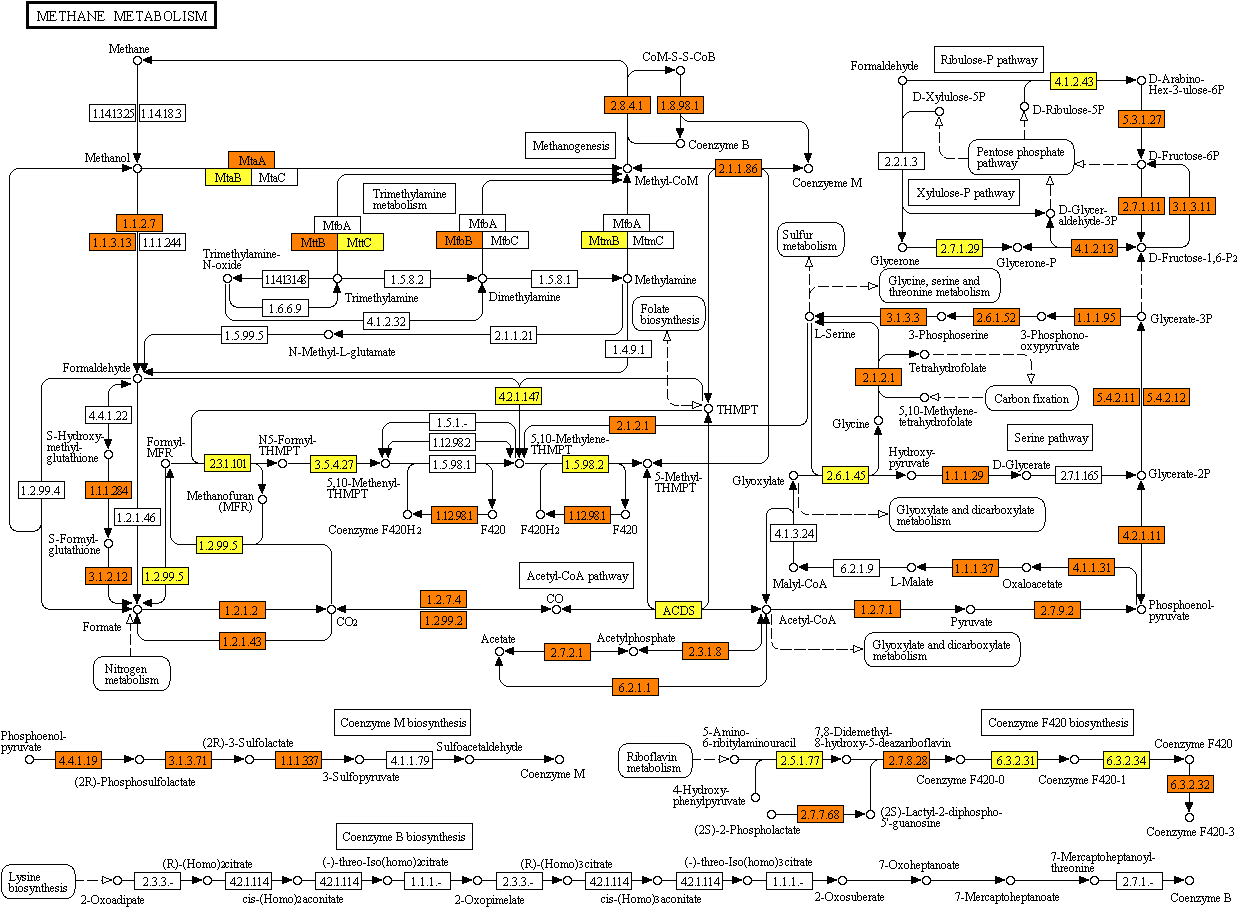 METHANE METABOLISM
Methane
CoM-S-S-CoB
Formaldehyde
Ribulose-P pathway
4.1.2.43
D-Arabino-
Hex-3-ulose-6P
D-Xylulose-5P
D-Ribulose-5P
1.14.13.25
1.14.18.3
2.8.4.1
1.8.98.1
5.3.1.27
Methanogenesis
Coenzyme B
Methanol
MtaA
MtaB
MtaC
Methyl-CoM
2.1.1.86
Coenzyeme M
2.2.1.3
Pentose phosphate
pathway
D-Fructose-6P
Xylulose-P pathway
Trimethylamine
metabolism
D-Glycer-
aldehyde-3P
2.7.1.11
3.1.3.11
1.1.2.7
1.1.3.13
1.1.1.244
MfbA
MttB
MttC
MfbA
MfbB
MfbC
MfbA
MtmB
MtmC
Sulfur
metabolism
Glycerone
2.7.1.29
Glycerone-P
4.1.2.13
D-Fructose-1,6-P2
Trimethylamine-
N-oxide
1.14.13.148
Trimethylamine
1.5.8.2
Dimethylamine
1.5.8.1
Methylamine
1.6.6.9
4.1.2.32
Glycine, serine and
threonine metabolism
Folate
biosynthesis
1.5.99.5
N-Methyl-L-glutamate
2.1.1.21
1.4.9.1
L-Serine
3.1.3.3
3-Phosphoserine
2.6.1.52
3-Phosphono-
oxypyruvate
1.1.1.95
Glycerate-3P
Formaldehyde
Tetrahydrofolate
2.1.2.1
Carbon fixation
5,10-Methylene-
tetrahydrofolate
5.4.2.11
5.4.2.12
4.2.1.147
THMPT
4.4.1.22
S-Hydroxy-
methyl-
glutathione
Formyl-
MFR
N5-Formyl-
THMPT
1.5.1.-
1.12.98.2
5,10-Methylene-
THMPT
2.1.2.1
Glycine
Serine pathway
2.3.1.101
3.5.4.27
5,10-Methenyl-
THMPT
1.5.98.1
1.5.98.2
5-Methyl-
THMPT
Glyoxylate
2.6.1.45
Hydroxy-
pyruvate
1.1.1.29
D-Glycerate
2.7.1.165
Glycerate-2P
1.2.99.4
1.1.1.284
Methanofuran
(MFR)
Coenzyme F420H2
1.12.98.1
F420
F420H2
1.12.98.1
F420
Glyoxylate and dicarboxylate
metabolism
1.2.1.46
4.1.3.24
4.2.1.11
S-Formyl-
glutathione
1.2.99.5
3.1.2.12
1.2.99.5
Acetyl-CoA pathway
Malyl-CoA
6.2.1.9
L-Malate
1.1.1.37
Oxaloacetate
4.1.1.31
Formate
1.2.1.2
1.2.1.43
CO2
1.2.7.4
1.2.99.2
CO
ACDS
Acetyl-CoA
1.2.7.1
Pyruvate
2.7.9.2
Phosphoenol-
pyruvate
Nitrogen
metabolism
Acetate
2.7.2.1
Acetylphosphate
2.3.1.8
6.2.1.1
Glyoxylate and dicarboxylate
metabolism
Coenzyme M biosynthesis
Phosphoenol-
pyruvate
4.4.1.19
(2R)-Phosphosulfolactate
3.1.3.71
(2R)-3-Sulfolactate
1.1.1.337
3-Sulfopyruvate
4.1.1.79
Sulfoacetaldehyde
Coenzyme M
Coenzyme F420 biosynthesis
Riboflavin
metabolism
5-Amino-
6-ribitylaminouracil
4-Hydroxy-
phenylpyruvate
2.5.1.77
7,8-Didemethyl-
8-hydroxy-5-deazariboflavin
2.7.8.28
Coenzyme F420-0
6.3.2.31
Coenzyme F420-1
6.3.2.34
Coenzyme F420
6.3.2.32
Coenzyme F420-3
(2S)-2-Phospholactate
2.7.7.68
(2S)-Lactyl-2-diphospho-
5'-guanosine
Coenzyme B biosynthesis
Lysine
biosynthesis
2-Oxoadipate
2.3.3.-
(R)-(Homo)2citrate
4.2.1.114
cis-(Homo)2aconitate
4.2.1.114
(-)-threo-Iso(homo)2citrate
1.1.1.-
2-Oxopimelate
2.3.3.-
(R)-(Homo)3citrate
4.2.1.114
cis-(Homo)3aconitate
4.2.1.114
(-)-threo-Iso(homo)3citrate
1.1.1.-
2-Oxosuberate
7-Oxoheptanoate
7-Mercaptoheptanoate
7-Mercaptoheptanoyl-
threonine
2.7.1.-
Coenzyme B